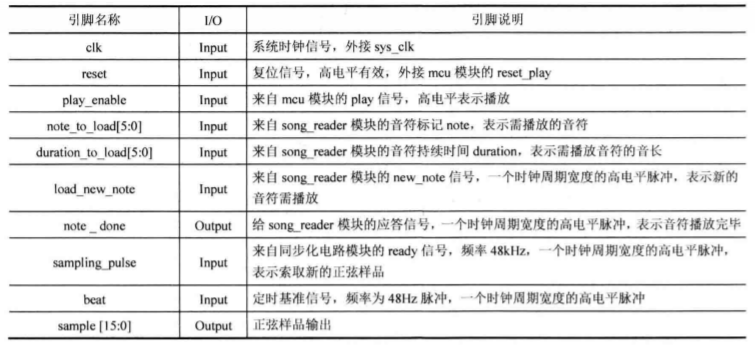 引脚名称 I/O 引脚说明
clk Input 系统时钟信号，外接 sys_clk
reset Input 复位信号，高电平有效，外接 mcu 模块的 reset_play
play_enable Input 来自 mcu 模块的 play 信号，高电平表示播放
note_to_load[5:0] Input 来自 song_reader 模块的音符标记 note，表示需播放的音符
duration_to_load[5:0] Input 来自 song_reader 模块的音符持续时间 duration，表示需播放音符的音长
load_new_note Input 来自 song_reader 模块的 new_note 信号，一个时钟周期宽度的高电平脉冲，表示新的
音符需播放
note _ done Output 给 song_reader 模块的应答信号，一个时钟周期宽度的高电平脉冲，表示音符播放完毕
sampling_pulse Input 来自同步化电路模块的 ready 信号，频率 48kHz，一个时钟周期宽度的高电平脉冲，
表示索取新的正弦样品
beat Input 定时基准信号，频率为 48Hz 脉冲，一个时钟周期宽度的高电平脉冲
sample [15:0] Output 正弦样品输出